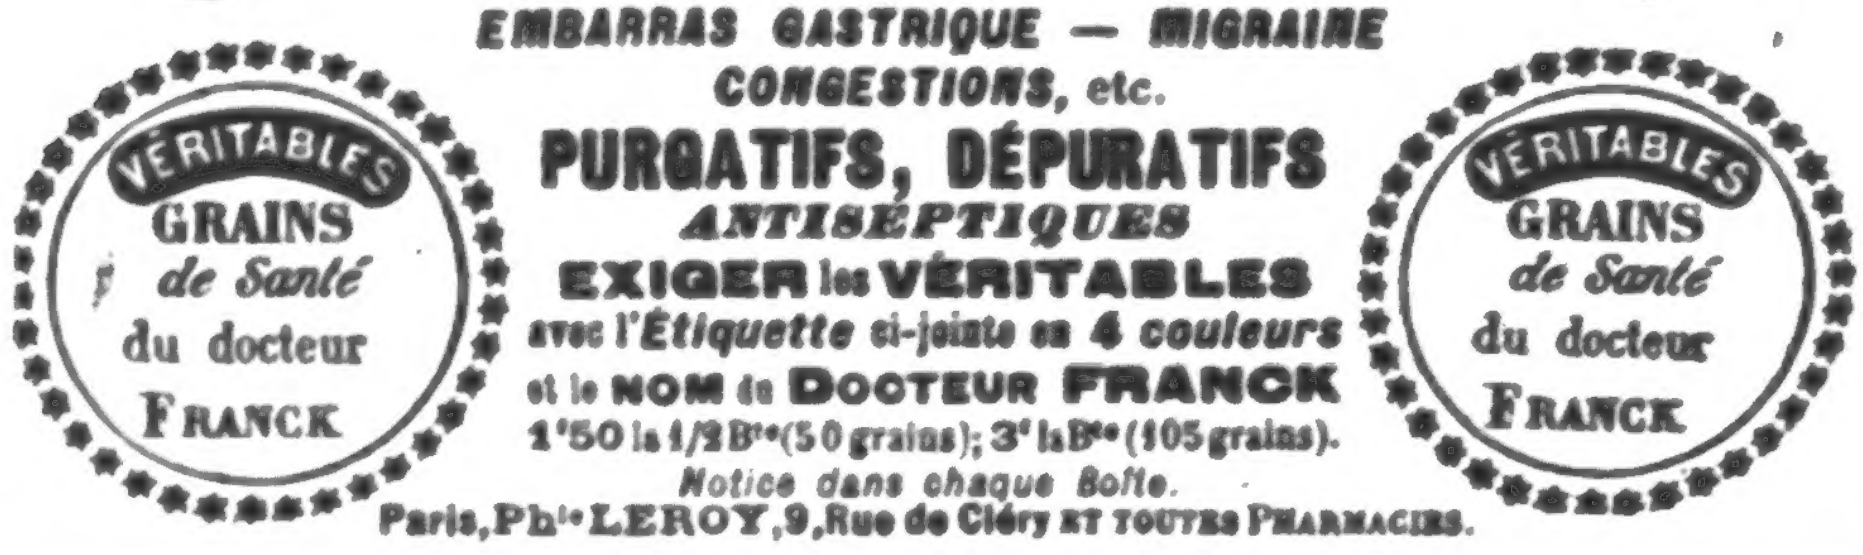 VÉRITABLES
GRAINS
de Santé
du docteur
FRANCK
EMBARRAS GASTRIQUE — MIGRAINE
CONGESTIONS, etc.
PURGATIFS, DÉPURATIFS
ANTISÉPTIQUES
EXIGER les VÉRITABLES
avec l'Étiquette ci-jointe en 4 couleurs
et le NOM du DOCTEUR FRANCK
1f50 la 1/2 Bte (50 grains); 3f la Bte (105 grains).
Notice dans chaque Boîte.
Paris, Phie LEROY, 9, Rue de Cléry ET TOUTES PHARMACIES.
VÉRITABLES
GRAINS
de Santé
du docteur
FRANCK